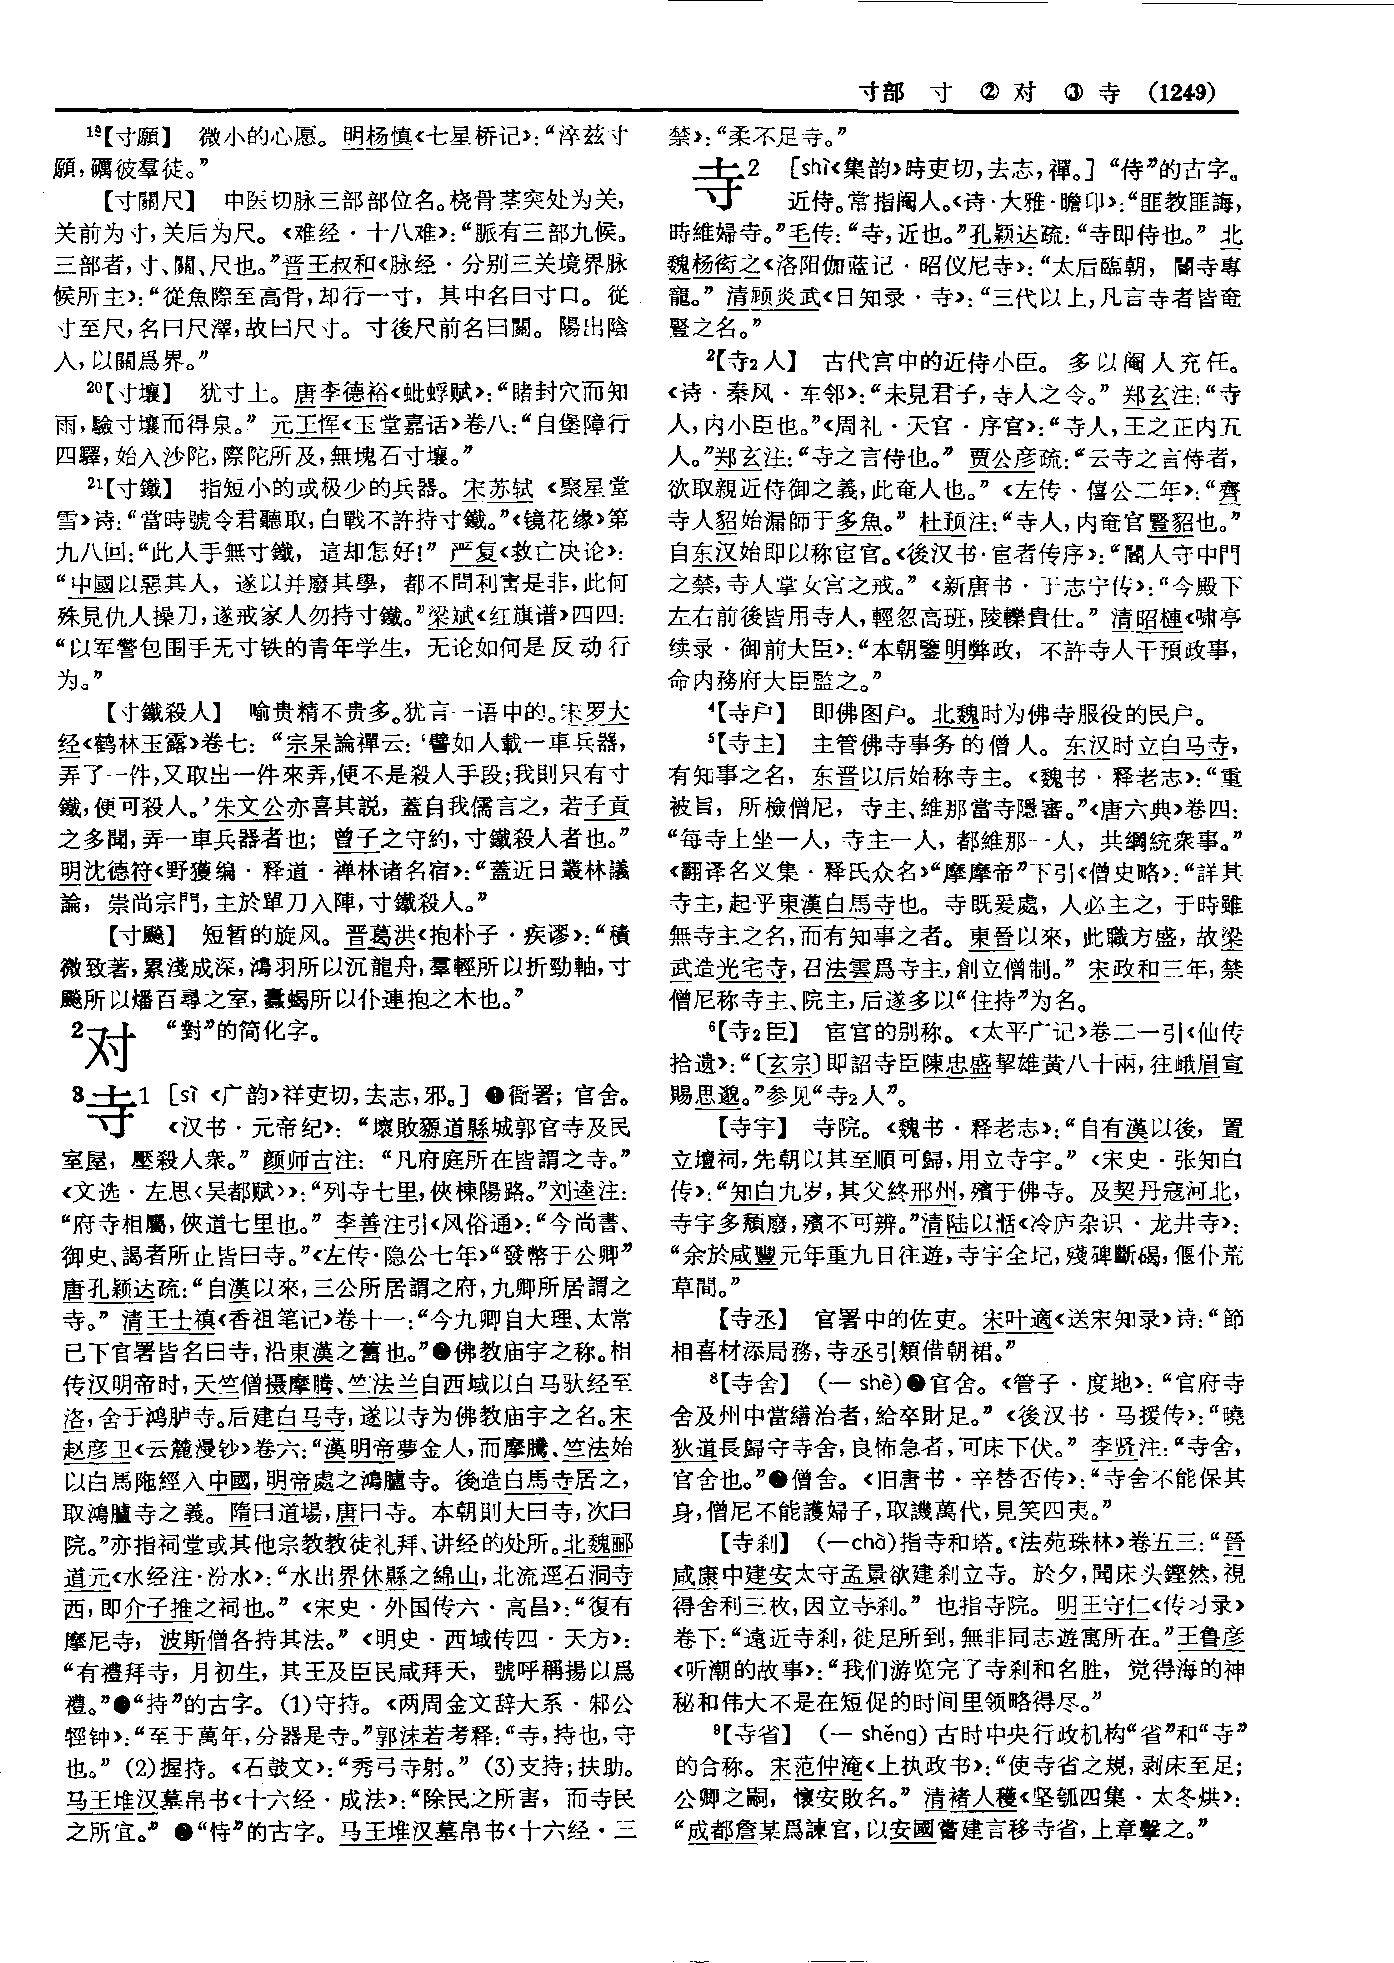 寸部 寸 ②对 ③寺 (1249)
¹⁹【寸願】 微小的心愿。明杨慎《七星桥记》：“淬兹寸
願，礪彼羣徒。”
【寸關尺】 中医切脉三部部位名。桡骨茎突处为关，
关前为寸，关后为尺。《难经·十八难》：“脈有三部九候。
三部者，寸、關、尺也。”晋王叔和《脉经·分别三关境界脉
候所主》：“從魚際至高骨，却行一寸，其中名曰寸口。從
寸至尺，名曰尺澤，故曰尺寸。寸後尺前名曰關。陽出陰
入，以關爲界。”
²⁰【寸壤】 犹寸土。唐李德裕《蚍蜉赋》：“睹封穴而知
雨，驗寸壤而得泉。” 元王恽《玉堂嘉话》卷八：“自堡障行
四驛，始入沙陀，際陀所及，無塊石寸壤。”
²¹【寸鐵】 指短小的或极少的兵器。宋苏轼《聚星堂
雪》诗：“當時號令君聽取，白戰不許持寸鐵。”《镜花缘》第
九八回：“此人手無寸鐵，這却怎好！” 严复《救亡决论》：
“中國以惡其人，遂以并廢其學，都不問利害是非，此何
殊見仇人操刀，遂戒家人勿持寸鐵。”梁斌《红旗谱》四四：
“以军警包围手无寸铁的青年学生，无论如何是反动行
为。”
【寸鐵殺人】 喻贵精不贵多。犹言一语中的。宋罗大
经《鹤林玉露》卷七：“宗杲論禪云：‘譬如人載一車兵器，
弄了一件，又取出一件來弄，便不是殺人手段；我則只有寸
鐵，便可殺人。’朱文公亦喜其説，蓋自我儒言之，若子貢
之多聞，弄一車兵器者也；曾子之守約，寸鐵殺人者也。”
明沈德符《野獲编·释道·禅林诸名宿》：“蓋近日叢林議
論，崇尚宗門，主於單刀入陣，寸鐵殺人。”
【寸飈】 短暂的旋风。晋葛洪《抱朴子·疾谬》：“積
微致著，累淺成深，鴻羽所以沉龍舟，羣輕所以折勁軸，寸
飈所以燔百尋之室，蠹蝎所以仆連抱之木也。”
²对 “對”的简化字。
³寺1 [sì《广韵》祥吏切，去志，邪。] ❶衙署；官舍。
《汉书·元帝纪》：“壞敗豲道縣城郭官寺及民
室屋，壓殺人衆。” 颜师古注：“凡府庭所在皆謂之寺。”
《文选·左思〈吴都赋〉》：“列寺七里，俠棟陽路。”刘逵注：
“府寺相屬，俠道七里也。” 李善注引《风俗通》：“今尚書、
御史、謁者所止皆曰寺。”《左传·隐公七年》“發幣于公卿”
唐孔颖达疏：“自漢以來，三公所居謂之府，九卿所居謂之
寺。” 清王士禛《香祖笔记》卷十一：“今九卿自大理、太常
已下官署皆名曰寺，沿東漢之舊也。”❷佛教庙宇之称。相
传汉明帝时，天竺僧摄摩腾、竺法兰自西域以白马驮经至
洛，舍于鸿胪寺。后建白马寺，遂以寺为佛教庙宇之名。宋
赵彦卫《云麓漫钞》卷六：“漢明帝夢金人，而摩騰、竺法始
以白馬陁經入中國，明帝處之鴻臚寺。後造白馬寺居之，
取鴻臚寺之義。隋曰道場，唐曰寺。本朝則大曰寺，次曰
院。”亦指祠堂或其他宗教教徒礼拜、讲经的处所。北魏郦
道元《水经注·汾水》：“水出界休縣之綿山，北流逕石洞寺
西，即介子推之祠也。”《宋史·外国传六·高昌》：“復有
摩尼寺，波斯僧各持其法。”《明史·西域传四·天方》：
“有禮拜寺，月初生，其王及臣民咸拜天，號呼稱揚以爲
禮。”❸“持”的古字。(1)守持。《两周金文辞大系·邾公
牼钟》：“至于萬年，分器是寺。”郭沫若考释：“寺，持也，守
也。” (2)握持。《石鼓文》：“秀弓寺射。” (3)支持；扶助。
马王堆汉墓帛书《十六经·成法》：“除民之所害，而寺民
之所宜。” ❹“恃”的古字。马王堆汉墓帛书《十六经·三
禁》：“柔不足寺。”
寺2 [shì《集韵》時吏切，去志，禪。] “侍”的古字。
近侍。常指阉人。《诗·大雅·瞻卬》：“匪教匪誨，
時維婦寺。”毛传：“寺，近也。”孔颖达疏：“寺即侍也。” 北
魏杨衒之《洛阳伽蓝记·昭仪尼寺》：“太后臨朝，閽寺專
寵。” 清顾炎武《日知录·寺》：“三代以上，凡言寺者皆奄
豎之名。”
²【寺₂人】 古代宫中的近侍小臣。多以阉人充任。
《诗·秦风·车邻》：“未見君子，寺人之令。” 郑玄注：“寺
人，内小臣也。”《周礼·天官·序官》：“寺人，王之正内五
人。”郑玄注：“寺之言侍也。” 贾公彦疏：“云寺之言侍者，
欲取親近侍御之義，此奄人也。”《左传·僖公二年》：“齊
寺人貂始漏師于多魚。” 杜预注：“寺人，内奄官豎貂也。”
自东汉始即以称宦官。《後汉书·宦者传序》：“閽人守中門
之禁，寺人掌女宫之戒。”《新唐书·于志宁传》：“今殿下
左右前後皆用寺人，輕忽高班，陵轢貴仕。” 清昭槤《啸亭
续录·御前大臣》：“本朝鑒明弊政，不許寺人干預政事，
命内務府大臣監之。”
⁴【寺户】 即佛图户。北魏时为佛寺服役的民户。
⁵【寺主】 主管佛寺事务的僧人。东汉时立白马寺，
有知事之名，东晋以后始称寺主。《魏书·释老志》：“重
被旨，所檢僧尼，寺主、維那當寺隱審。”《唐六典》卷四：
“每寺上坐一人，寺主一人，都維那一人，共綱統衆事。”
《翻译名义集·释氏众名》“摩摩帝”下引《僧史略》：“詳其
寺主，起乎東漢白馬寺也。寺既爰處，人必主之，于時雖
無寺主之名，而有知事之者。東晉以來，此職方盛，故梁
武造光宅寺，召法雲爲寺主，創立僧制。” 宋政和三年，禁
僧尼称寺主、院主，后遂多以“住持”为名。
⁶【寺₂臣】 宦官的别称。《太平广记》卷二一引《仙传
拾遗》：“〔玄宗〕即詔寺臣陳忠盛挈雄黄八十兩，往峨眉宣
賜思邈。”参见“寺₂人”。
【寺宇】 寺院。《魏书·释老志》：“自有漢以後，置
立壇祠，先朝以其至順可歸，用立寺宇。”《宋史·张知白
传》：“知白九岁，其父終邢州，殯于佛寺。及契丹寇河北，
寺宇多頹廢，殯不可辨。”清陆以湉《冷庐杂识·龙井寺》：
“余於咸豐元年重九日往遊，寺宇全圮，殘碑斷碣，偃仆荒
草間。”
【寺丞】 官署中的佐吏。宋叶適《送宋知录》诗：“節
相喜材添局務，寺丞引類借朝裙。”
⁸【寺舍】 (一shè)❶官舍。《管子·度地》：“官府寺
舍及州中當繕治者，給卒財足。”《後汉书·马援传》：“曉
狄道長歸守寺舍，良怖急者，可床下伏。” 李贤注：“寺舍，
官舍也。”❷僧舍。《旧唐书·辛替否传》：“寺舍不能保其
身，僧尼不能護婦子，取譏萬代，見笑四夷。”
【寺刹】 (一chà)指寺和塔。《法苑珠林》卷五三：“晉
咸康中建安太守孟景欲建刹立寺。於夕，聞床头鏗然，視
得舍利三枚，因立寺刹。” 也指寺院。明王守仁《传习录》
卷下：“遠近寺刹，徒足所到，無非同志遊寓所在。”王鲁彦
《听潮的故事》：“我们游览完了寺刹和名胜，觉得海的神
秘和伟大不是在短促的时间里领略得尽。”
⁹【寺省】 (一shěng)古时中央行政机构“省”和“寺”
的合称。宋范仲淹《上执政书》：“使寺省之規，剥床至足；
公卿之嗣，懷安敗名。” 清褚人穫《坚瓠四集·太冬烘》：
“成都詹某爲諫官，以安國嘗建言移寺省，上章擊之。”